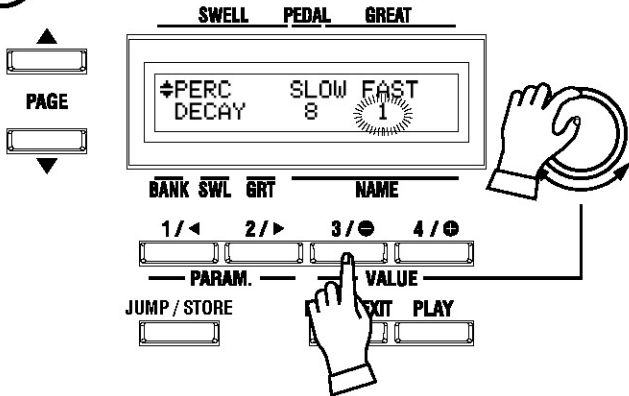 SWELL PEDAL GREAT
PAGE
PERC SLOW FAST
DECAY 8 1
BANK SWL GRT NAME
1/◀ 2/▶ 3/⊖ 4/⊕
PARAM. VALUE
JUMP / STORE EXIT PLAY